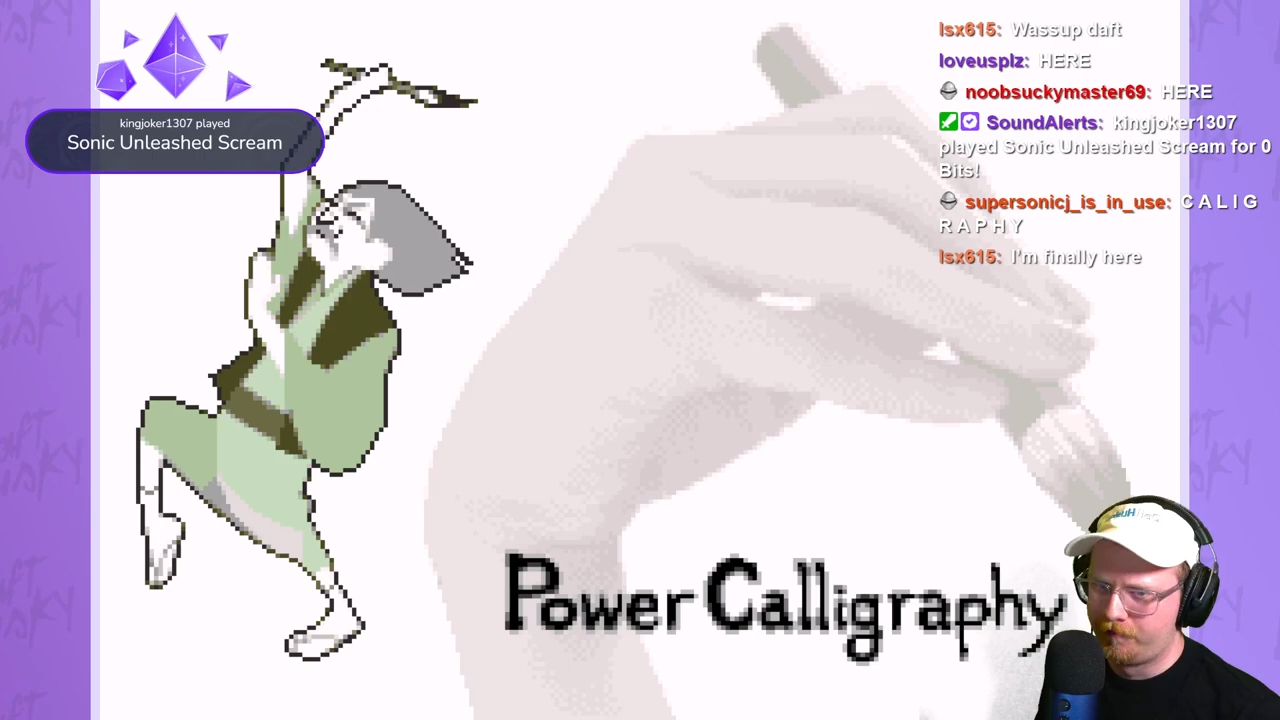 kingjoker1307 played
Sonic Unleashed Scream
lsx615: Wassup daft
loveusplz: HERE
noobsuckymaster69: HERE
SoundAlerts: kingjoker1307
played Sonic Unleashed Scream for 0
Bits!
supersonicj_is_in_use: C A L I G
R A P H Y
lsx615: I'm finally here
Power Calligraphy